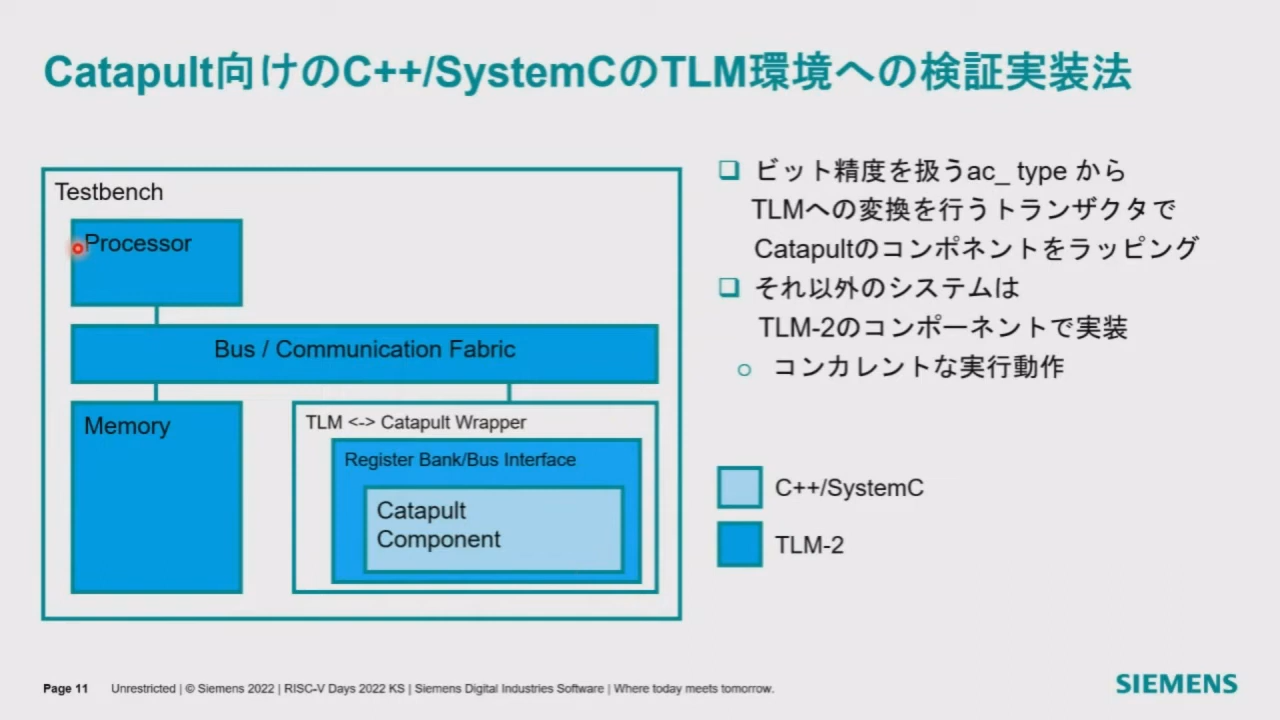 Catapult向けのC++/SystemCのTLM環境への検証実装法
Testbench
Processor
Bus / Communication Fabric
Memory
TLM <-> Catapult Wrapper
Register Bank/Bus Interface
Catapult
Component
ビット精度を扱うac_ type から
TLMへの変換を行うトランザクタで
Catapultのコンポネントをラッピング
それ以外のシステムは
TLM-2のコンポーネントで実装
コンカレントな実行動作
C++/SystemC
TLM-2
Page 11 Unrestricted | © Siemens 2022 | RISC-V Days 2022 KS | Siemens Digital Industries Software | Where today meets tomorrow.
SIEMENS